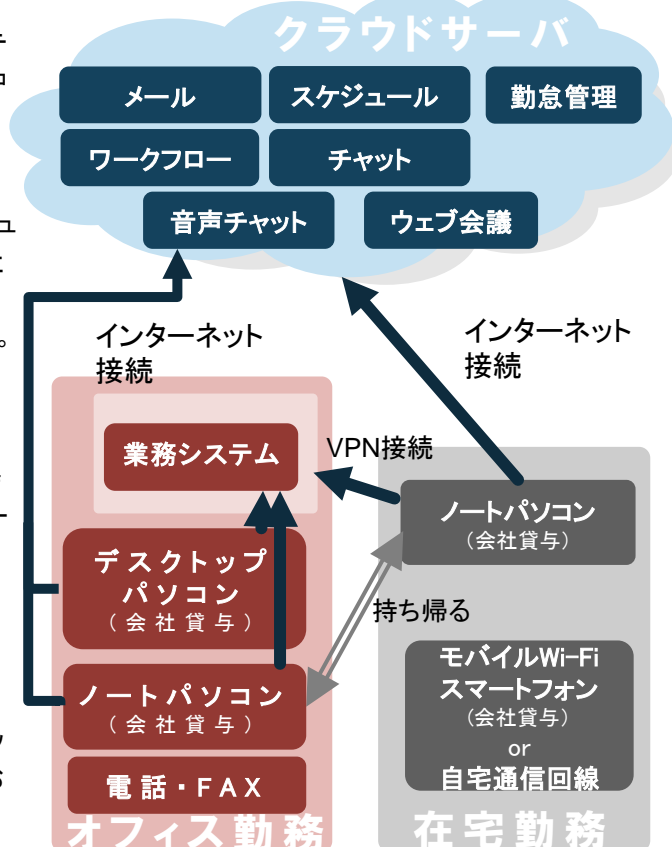 クラウドサーバ
メール
スケジュール
勤怠管理
ワークフロー
チャット
音声チャット
ウェブ会議
インターネット
接続
インターネット
接続
業務システム
VPN接続
ノートパソコン
(会社貸与)
デスクトップ
パソコン
(会社貸与)
持ち帰る
ノートパソコン
(会社貸与)
モバイルWi-Fi
スマートフォン
(会社貸与)
or
自宅通信回線
電話・FAX
オフィス勤務
在宅勤務